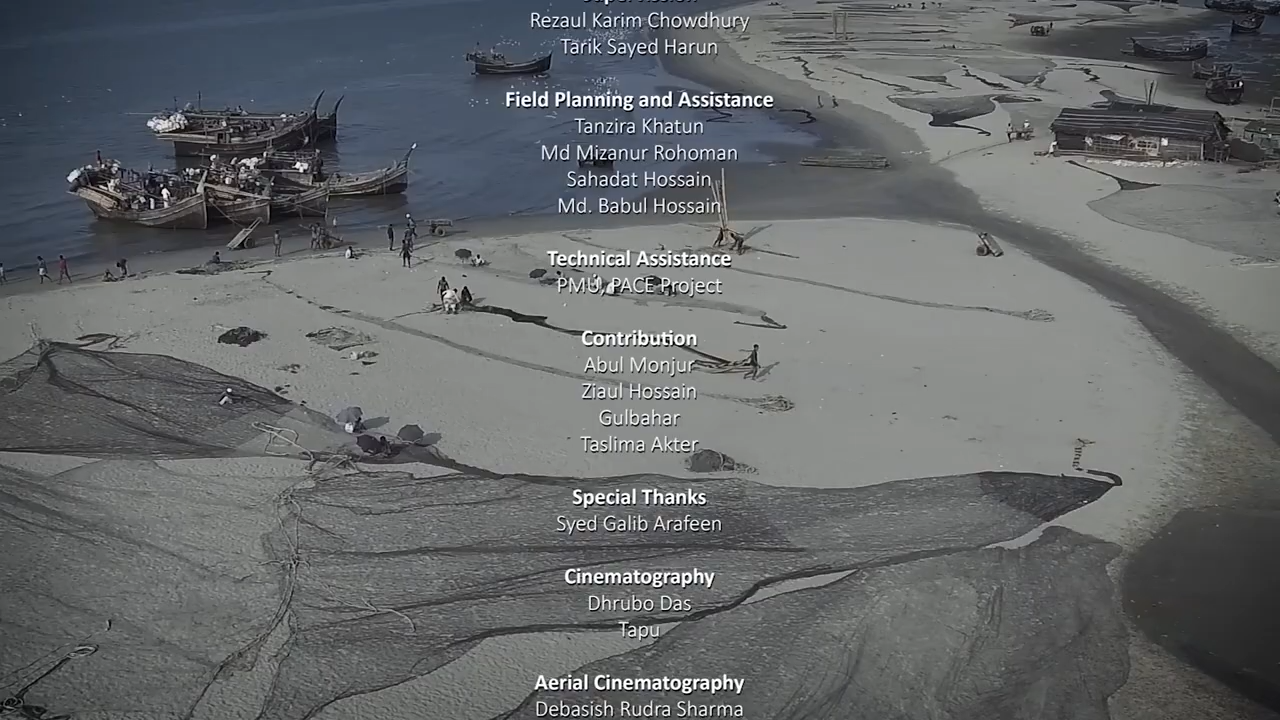 Rezaul Karim Chowdhury
Tarik Sayed Harun
Field Planning and Assistance
Tanzira Khatun
Md Mizanur Rohoman
Sahadat Hossain
Md. Babul Hossain
Technical Assistance
PMU, PACE Project
Contribution
Abul Monjur
Ziaul Hossain
Gulbahar
Taslima Akter
Special Thanks
Syed Galib Arafeen
Cinematography
Dhrubo Das
Tapu
Aerial Cinematography
Debasish Rudra Sharma